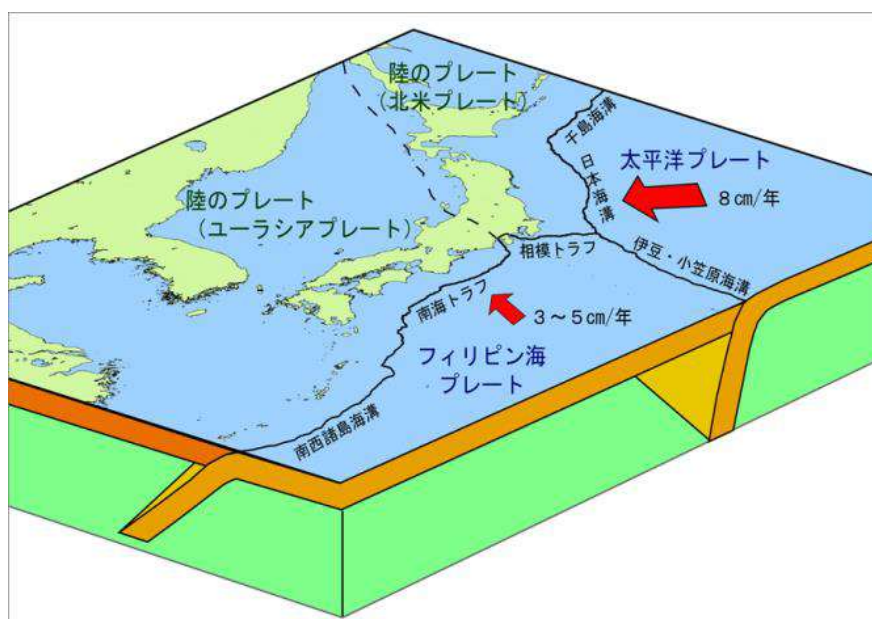 陸のプレート
（北米プレート）
千島海溝
日本海溝
太平洋プレート
8㎝/年
陸のプレート
（ユーラシアプレート）
相模トラフ
伊豆・小笠原海溝
南海トラフ
３～５㎝/年
フィリピン海
プレート
南西諸島海溝